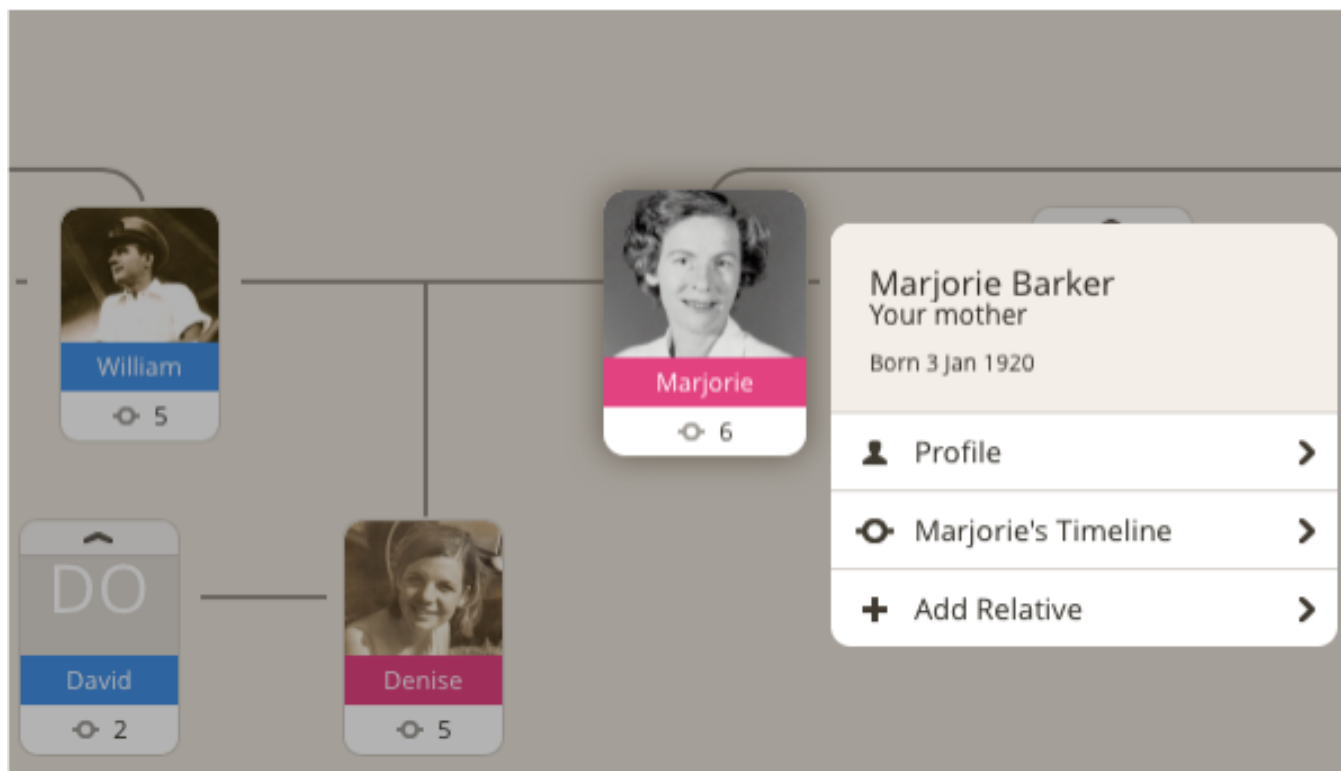 William
5
Marjorie
6
Marjorie Barker
Your mother
Born 3 Jan 1920
Profile
Marjorie's Timeline
Add Relative
DO
David
2
Denise
5